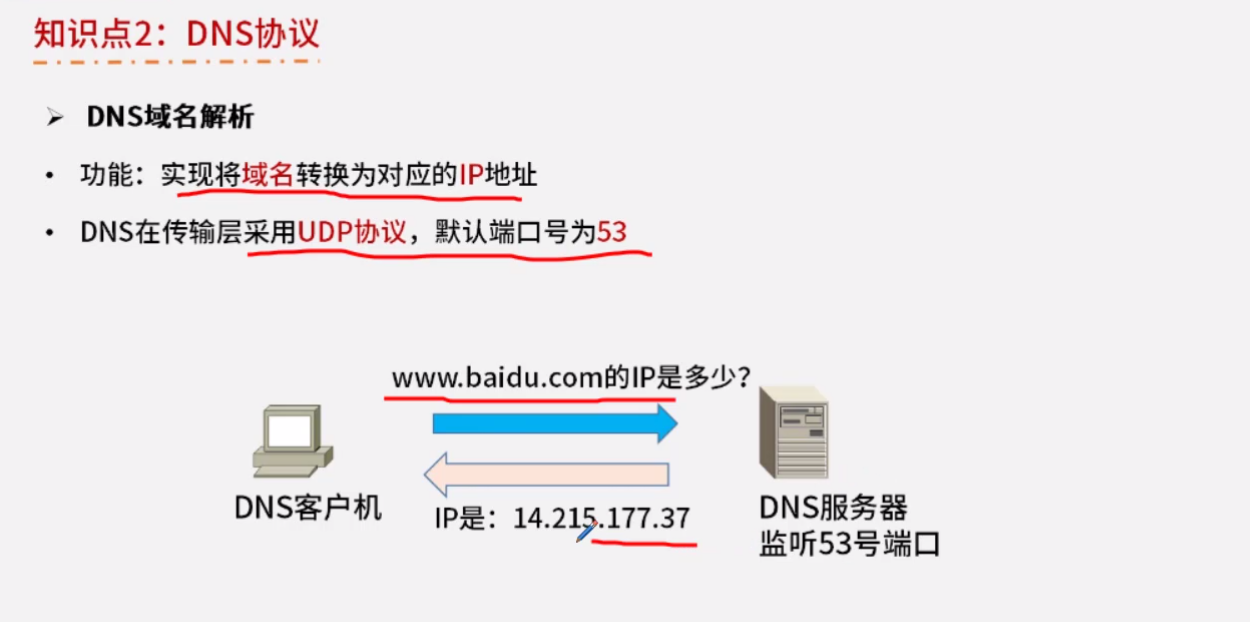 知识点2：DNS协议
DNS域名解析
功能：实现将域名转换为对应的IP地址
DNS在传输层采用UDP协议，默认端口号为53
www.baidu.com的IP是多少？
DNS客户机
IP是：14.215.177.37
DNS服务器
监听53号端口